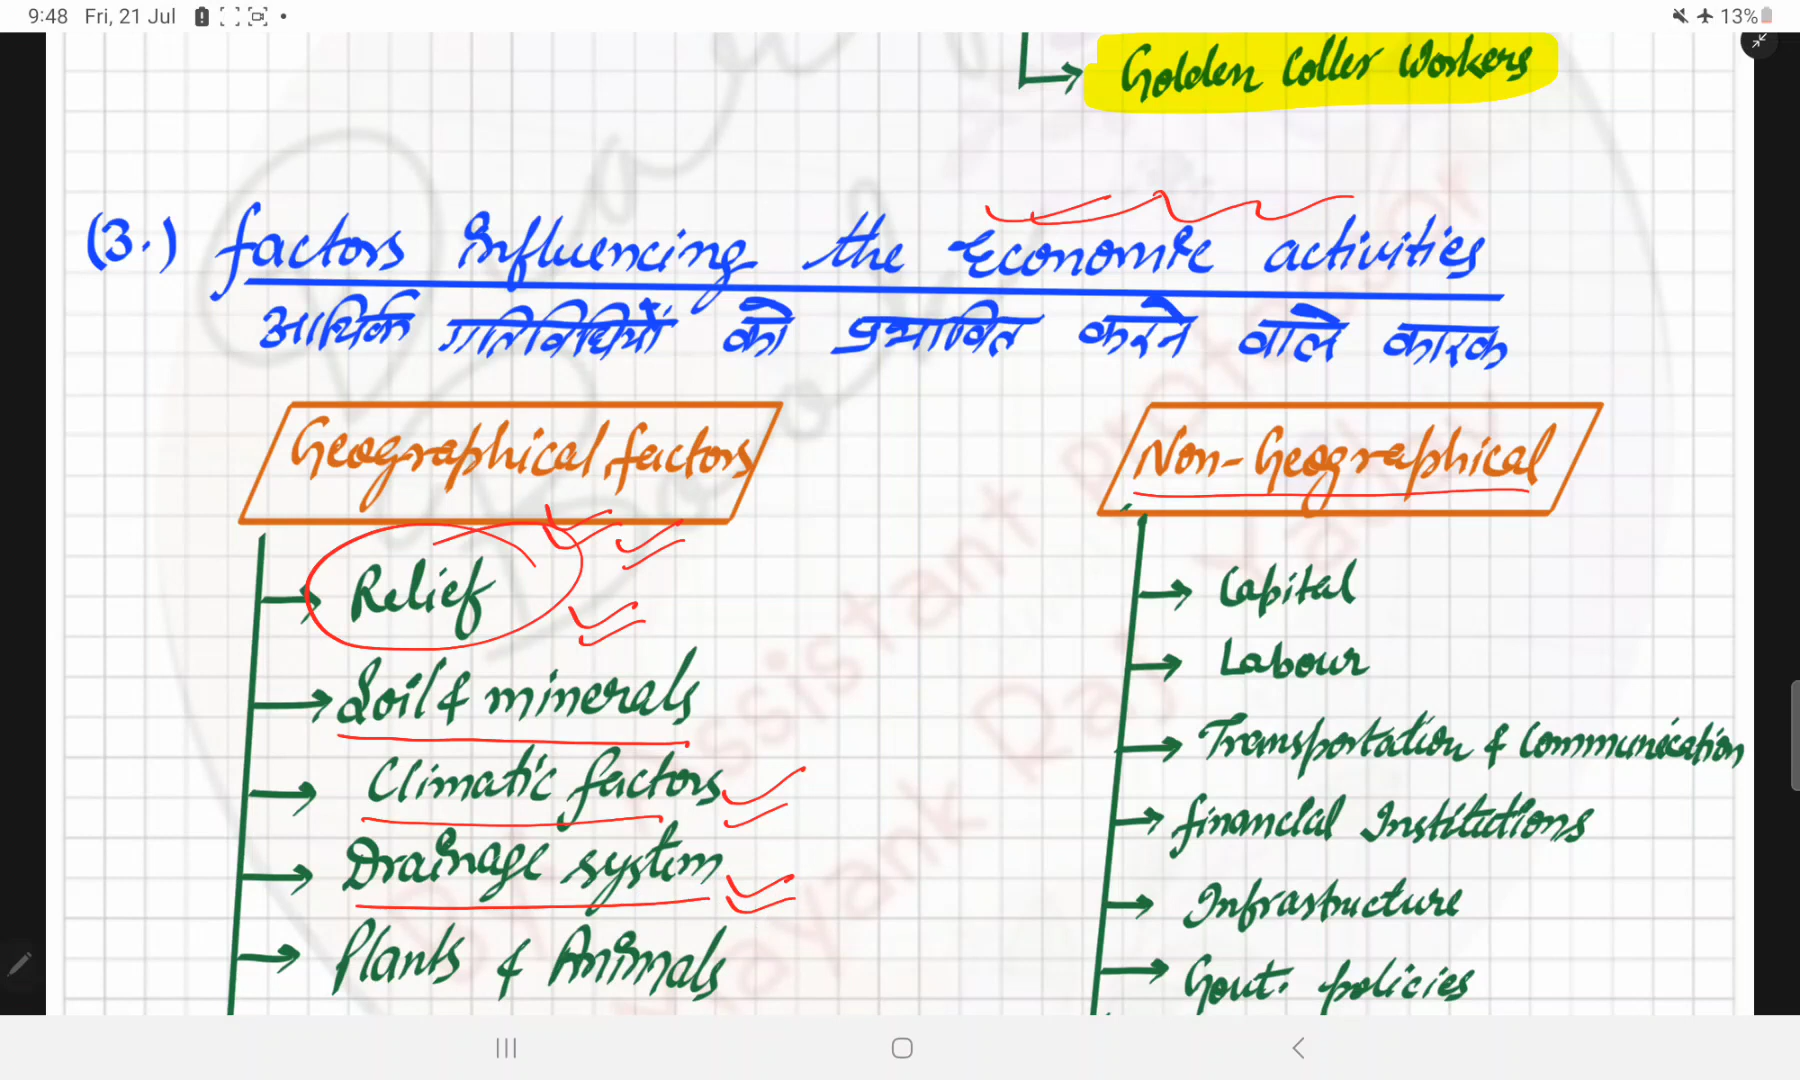 9:48 Fri, 21 Jul
13%
Golden Coller Workers
(3.) factors influencing the Economic activities
आर्थिक गतिविधियों को प्रभावित करने वाले कारक
Geographical factors
Relief
Soil & minerals
Climatic factors
Drainage system
Plants & Animals
Non-Geographical
Capital
Labour
Transportation & Communication
financial Institutions
Infrastructure
Govt. policies
Assistant professor